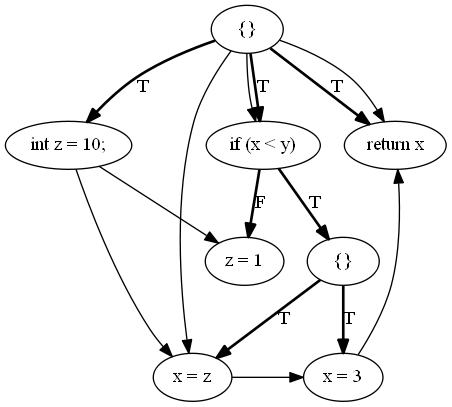 {}
T
T
T
int z = 10;
if (x < y)
return x
F
T
z = 1
{}
T
T
x = z
x = 3